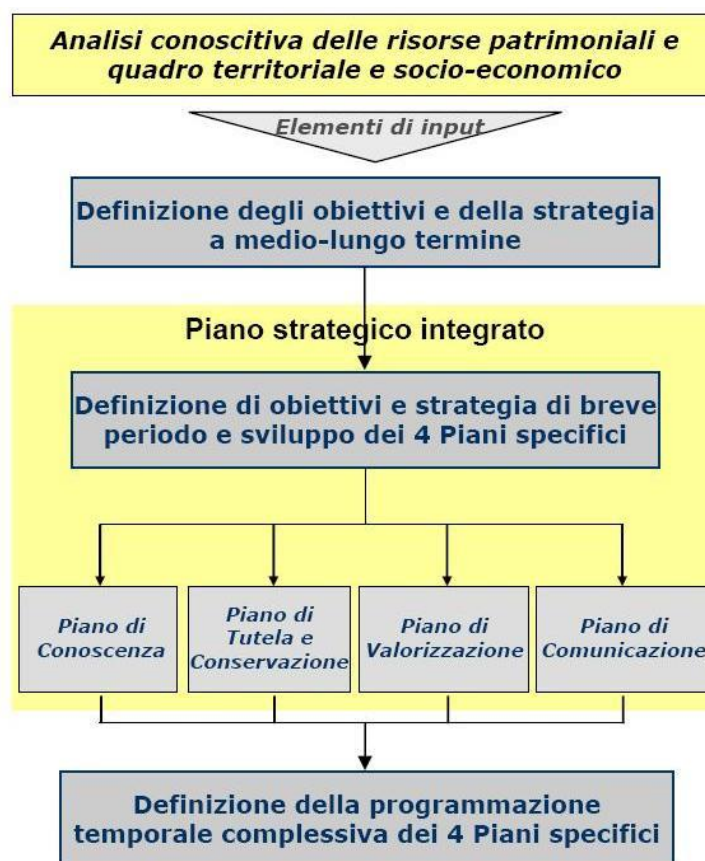 Analisi conoscitiva delle risorse patrimoniali e
quadro territoriale e socio-economico
Elementi di input
Definizione degli obiettivi e della strategia
a medio-lungo termine
Piano strategico integrato
Definizione di obiettivi e strategia di breve
periodo e sviluppo dei 4 Piani specifici
Piano di
Conoscenza
Piano di
Tutela e
Conservazione
Piano di
Valorizzazione
Piano di
Comunicazione
Definizione della programmazione
temporale complessiva dei 4 Piani specifici